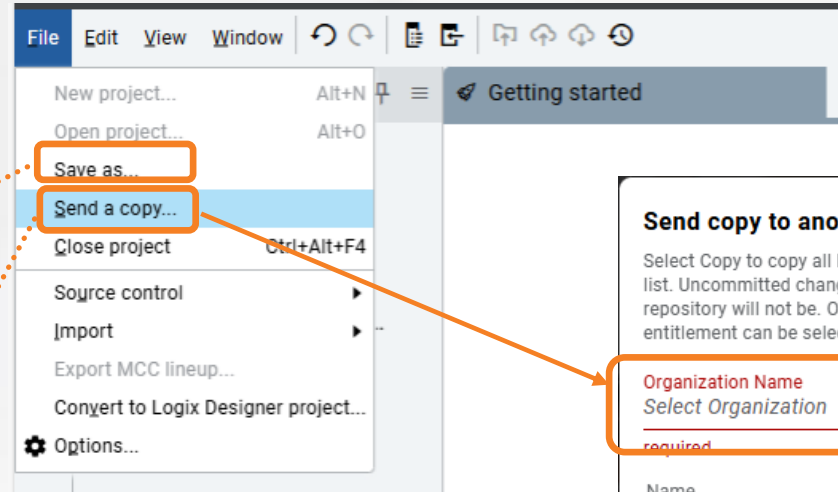 File Edit View Window
New project... Alt+N
Getting started
Open project... Alt+O
Save as...
Send a copy...
Close project Ctrl+Alt+F4
Source control
Import
Export MCC lineup...
Convert to Logix Designer project...
Options...
Send copy to ano
Select Copy to copy all
list. Uncommitted chan
repository will not be. O
entitlement can be sele
Organization Name
Select Organization
required
Name